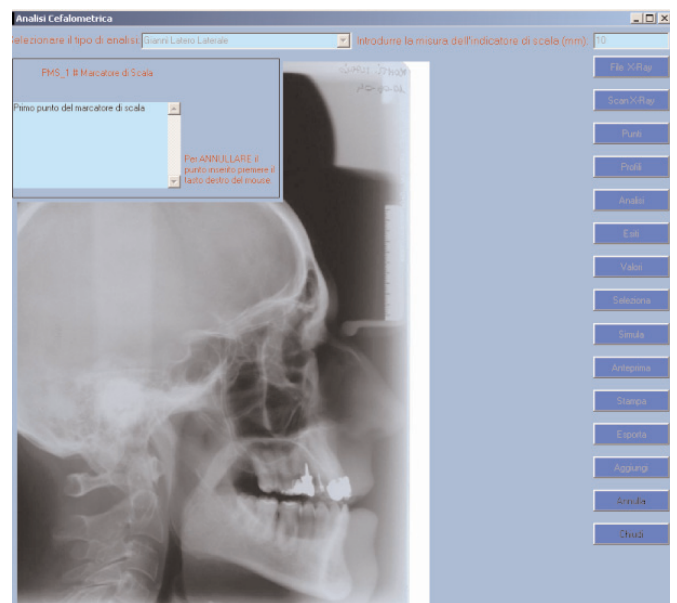 Analisi Cefalometrica
Selezionare il tipo di analisi: Gianni Latero Laterale
Introdurre la misura dell'indicatore di scala (mm): 10
PMS_1 # Marcatore di Scala
Primo punto del marcatore di scala
Per ANNULLARE il
punto inserito premere il
tasto destro del mouse
File X-Ray
Scan X-Ray
Punti
Profili
Analisi
Esiti
Valori
Seleziona
Simula
Anteprima
Stampa
Esporta
Aggiungi
Annulla
Chiudi